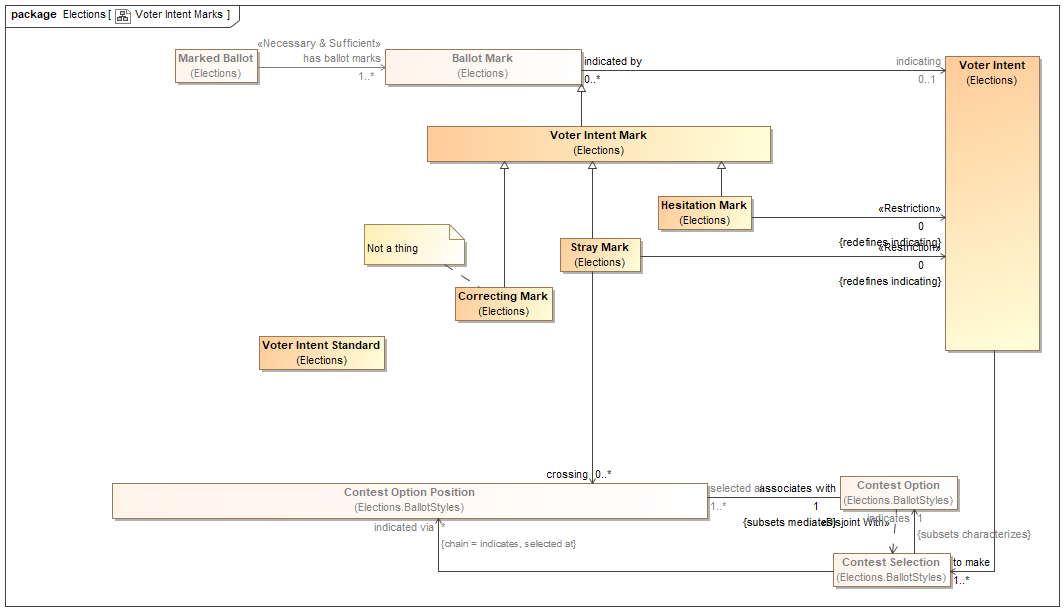 package Elections [ Voter Intent Marks ]
«Necessary & Sufficient»
Marked Ballot
(Elections)
has ballot marks
1..*
Ballot Mark
(Elections)
indicated by
0..*
indicating
0..1
Voter Intent
(Elections)
Voter Intent Mark
(Elections)
Hesitation Mark
(Elections)
«Restriction»
0
{redefines indicating}
Not a thing
Stray Mark
(Elections)
«Restriction»
0
{redefines indicating}
Correcting Mark
(Elections)
Voter Intent Standard
(Elections)
crossing
0..*
Contest Option Position
(Elections.BallotStyles)
selected at
associates with
1..*
1
Contest Option
(Elections.BallotStyles)
{subsets mediates}
«Disjoint With»
indicates
1
indicated via
*
{subsets characterizes}
{chain = indicates, selected at}
Contest Selection
(Elections.BallotStyles)
to make
1..*